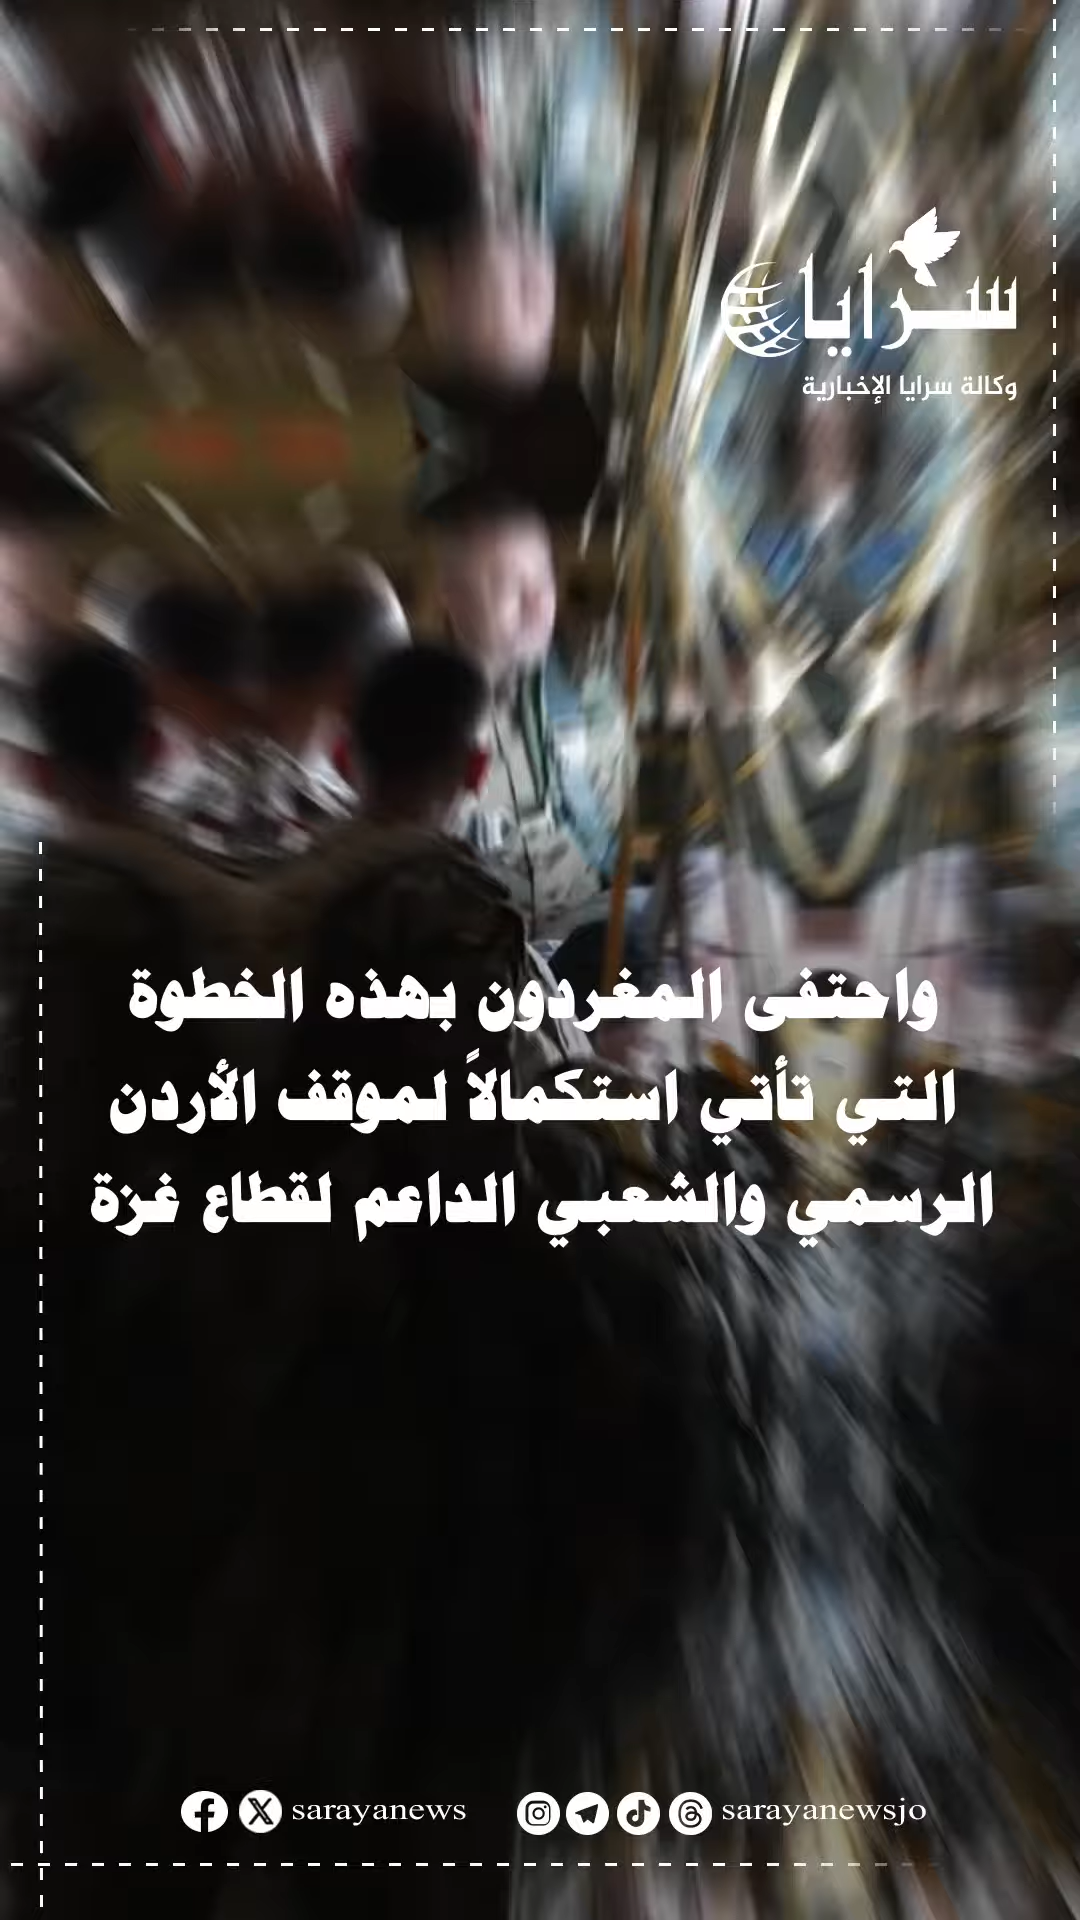 سرايا
وكالة سرايا الإخبارية
واحتفى المغردون بهذه الخطوة
التي تأتي استكمالاً لموقف الأردن
الرسمي والشعبي الداعم لقطاع غزة
sarayanews
sarayanewsjo